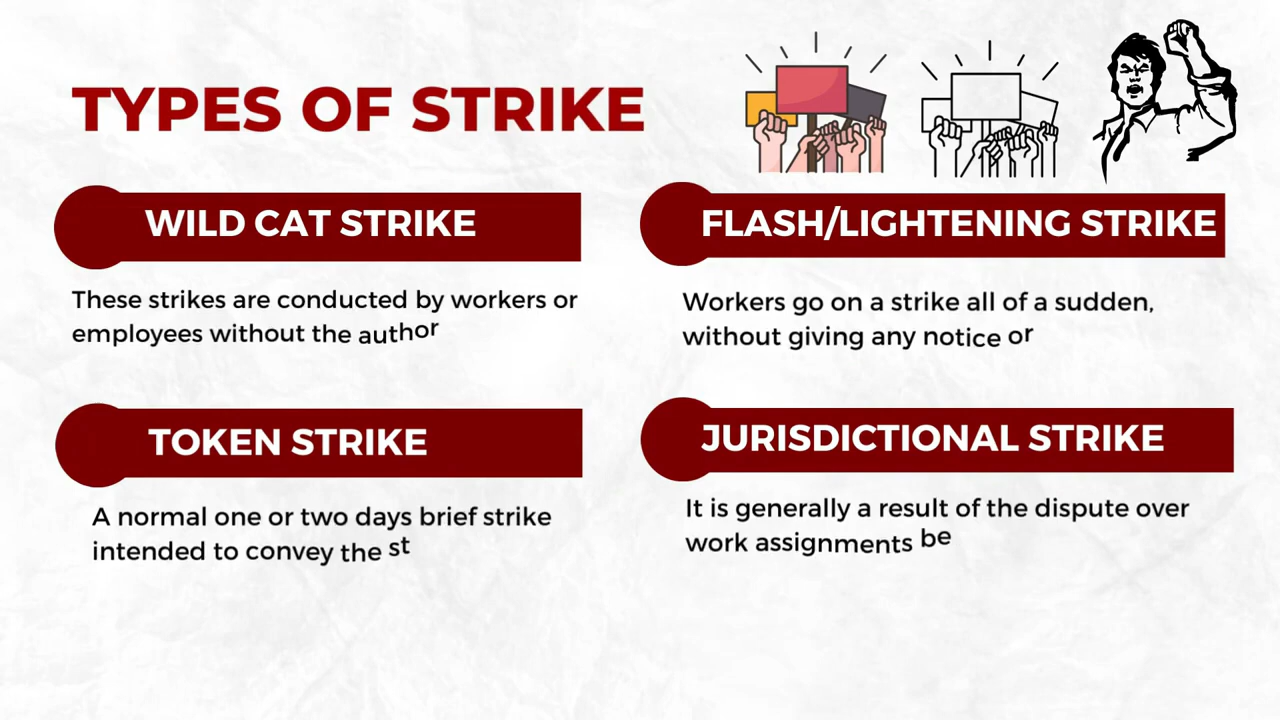 TYPES OF STRIKE
WILD CAT STRIKE
These strikes are conducted by workers or
employees without the author
FLASH/LIGHTENING STRIKE
Workers go on a strike all of a sudden,
without giving any notice or
TOKEN STRIKE
A normal one or two days brief strike
intended to convey the st
JURISDICTIONAL STRIKE
It is generally a result of the dispute over
work assignments be